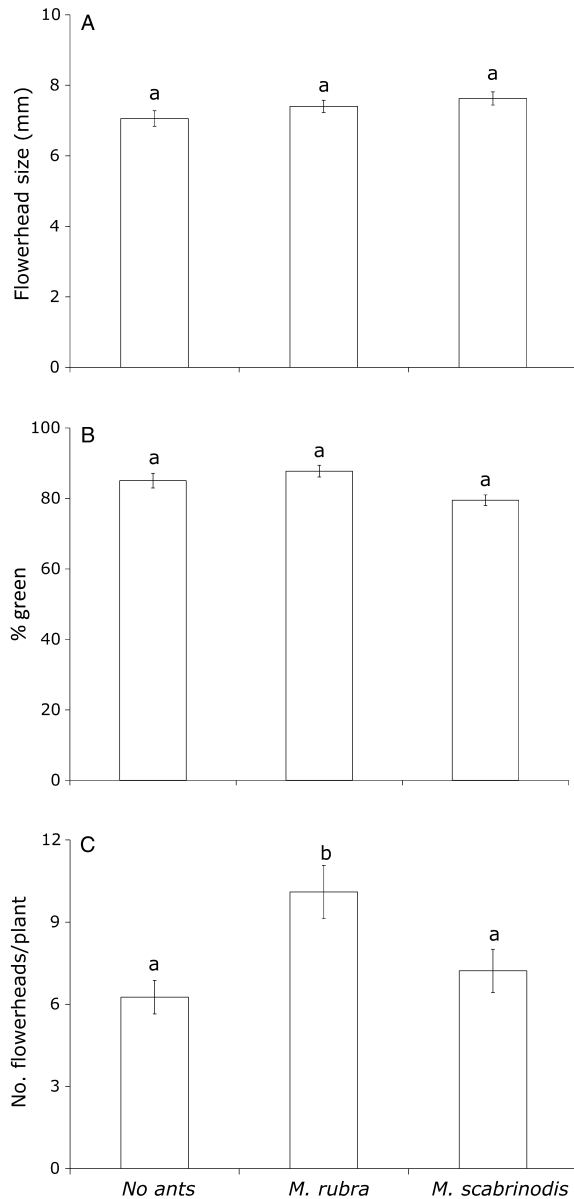 A
Flowerhead size (mm)
10
8
6
4
2
0
a
a
a
B
% green
100
80
60
40
20
0
a
a
a
C
No. flowerheads/plant
12
9
6
3
0
a
b
a
No ants
M. rubra
M. scabrinodis